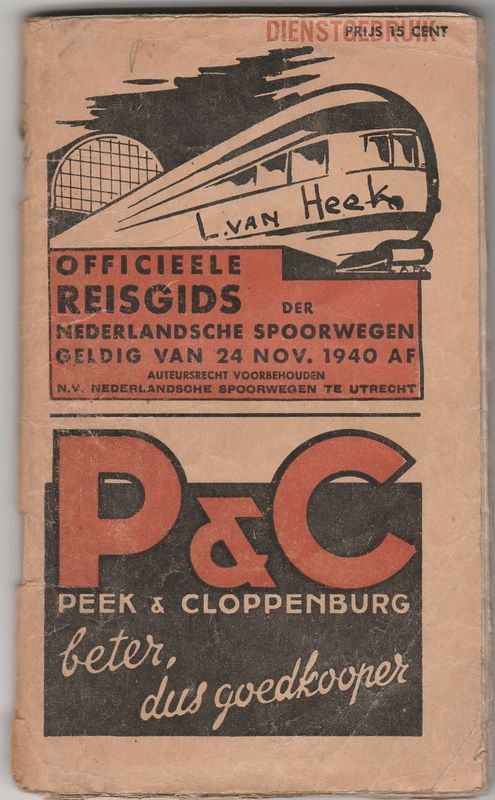 DIENSTGEBRUIK
PRIJS 15 CENT
P.
L. VAN Heek
OFFICIEELE
REISGIDS DER
NEDERLANDSCHE SPOORWEGEN
GELDIG VAN 24 NOV. 1940 AF
AUTEURSRECHT VOORBEHOUDEN
N.V. NEDERLANDSCHE SPOORWEGEN TE UTRECHT
P&C
PEEK & CLOPPENBURG
beter,
dus goedkooper